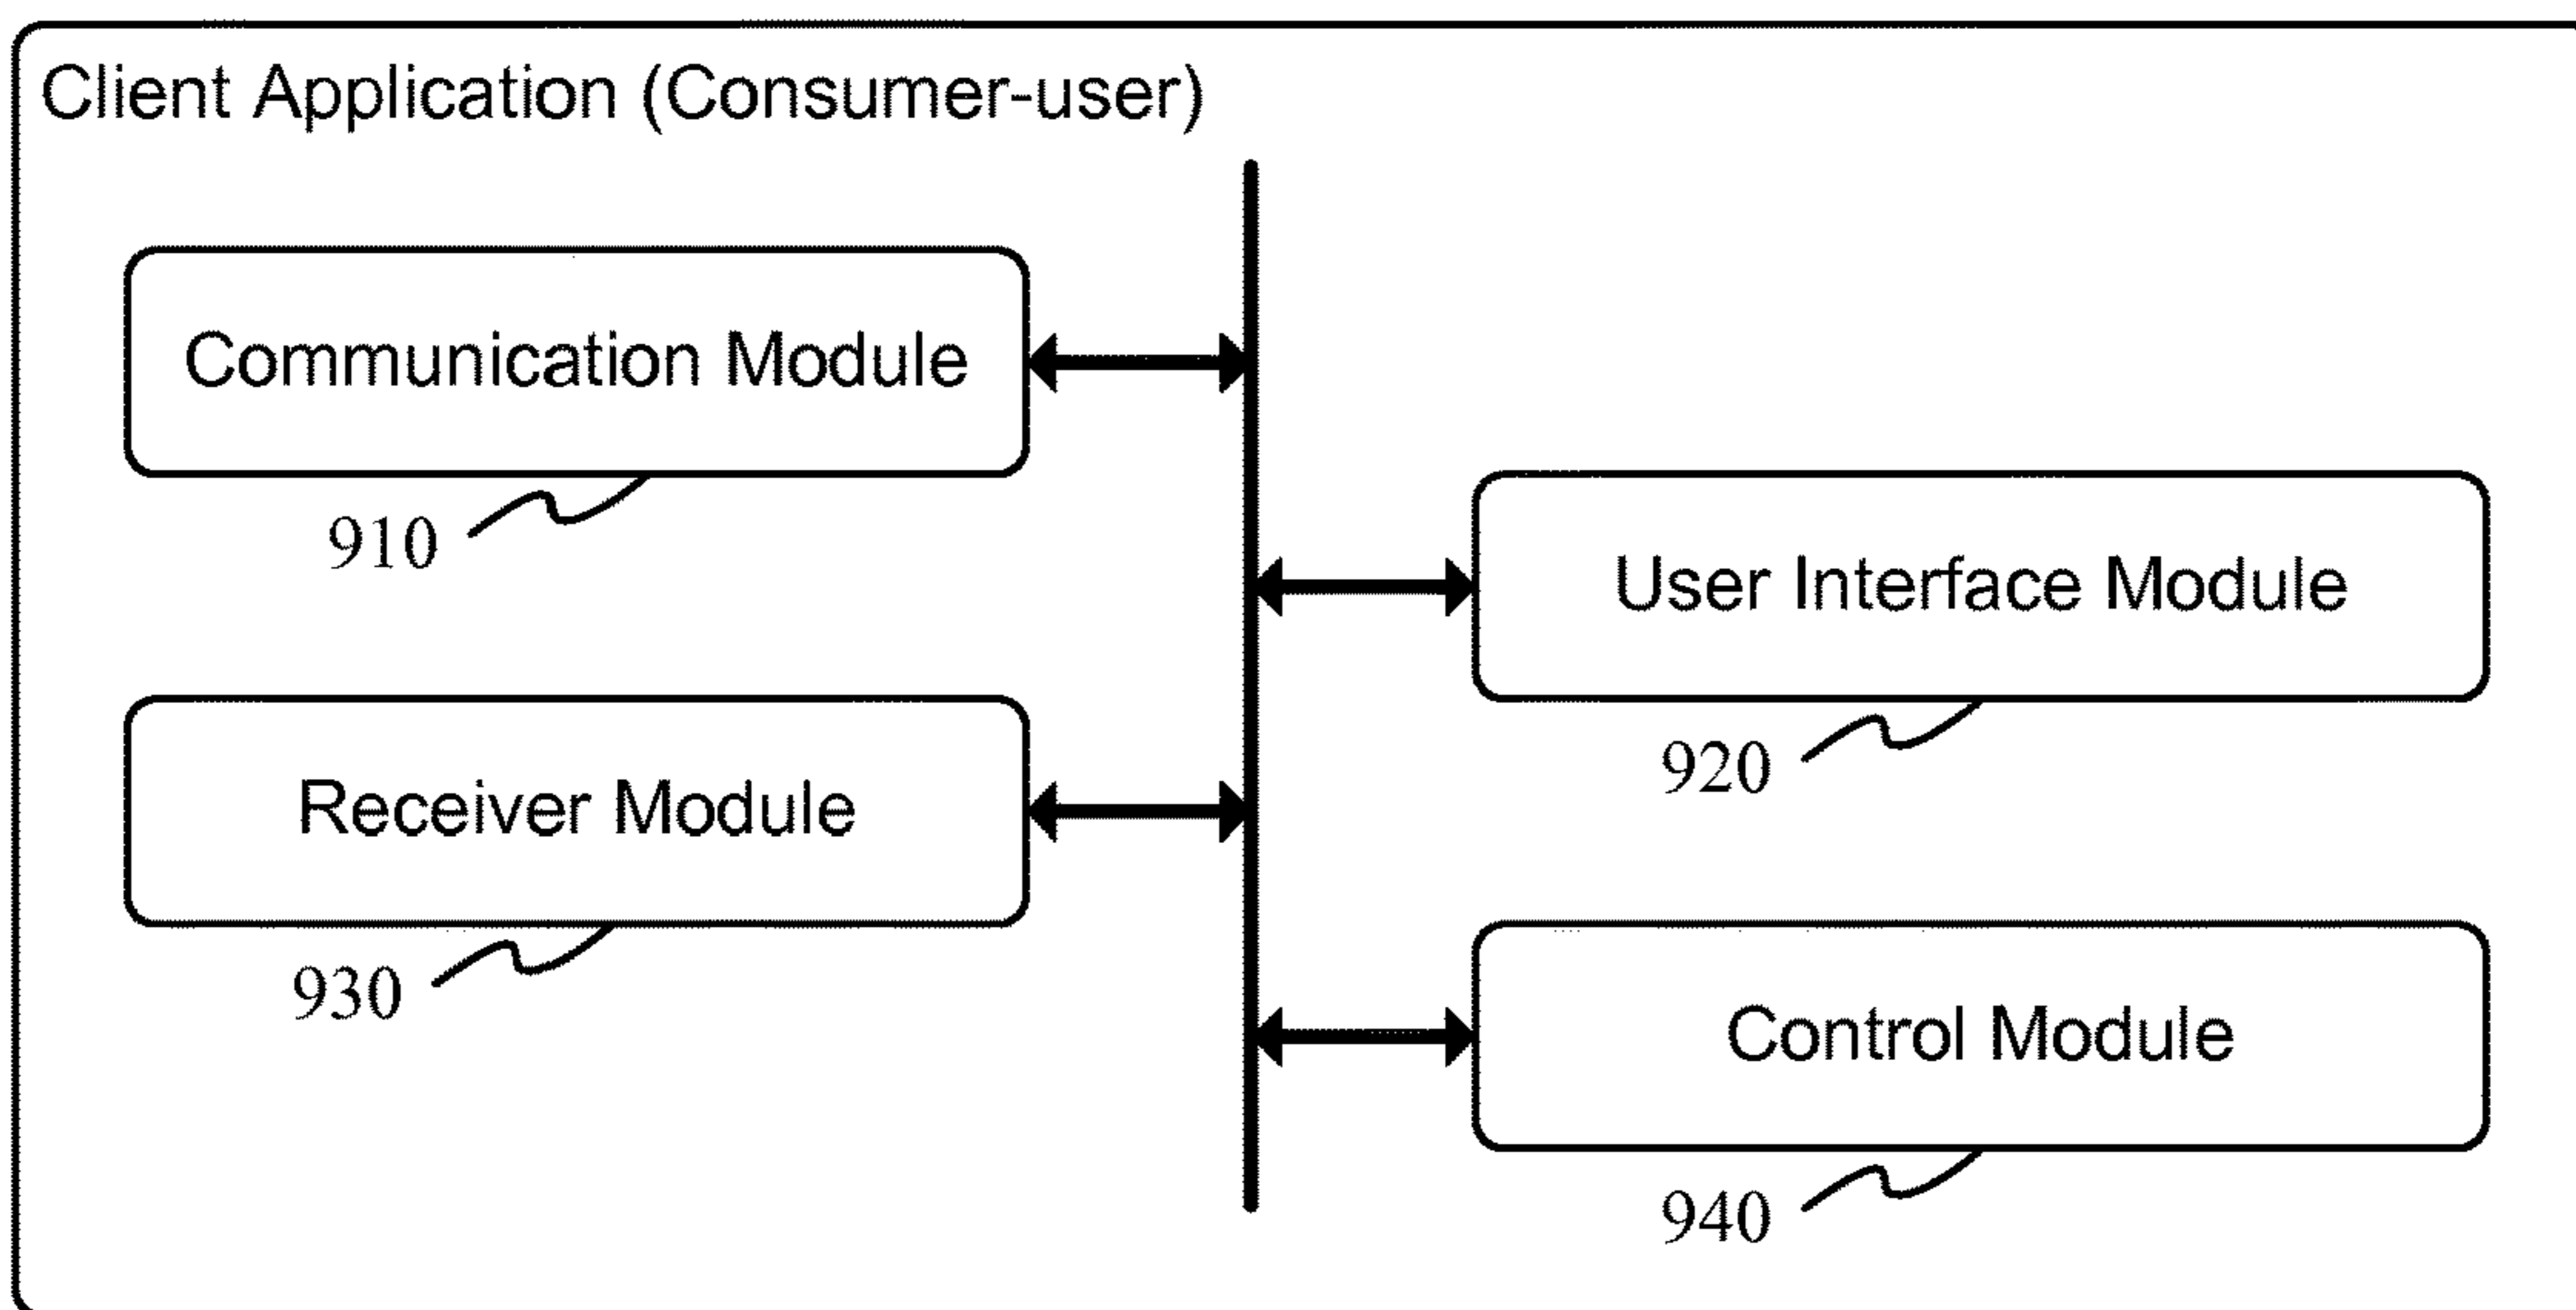 Client Application (Consumer-user)
Communication Module
910
User Interface Module
920
Receiver Module
930
Control Module
940